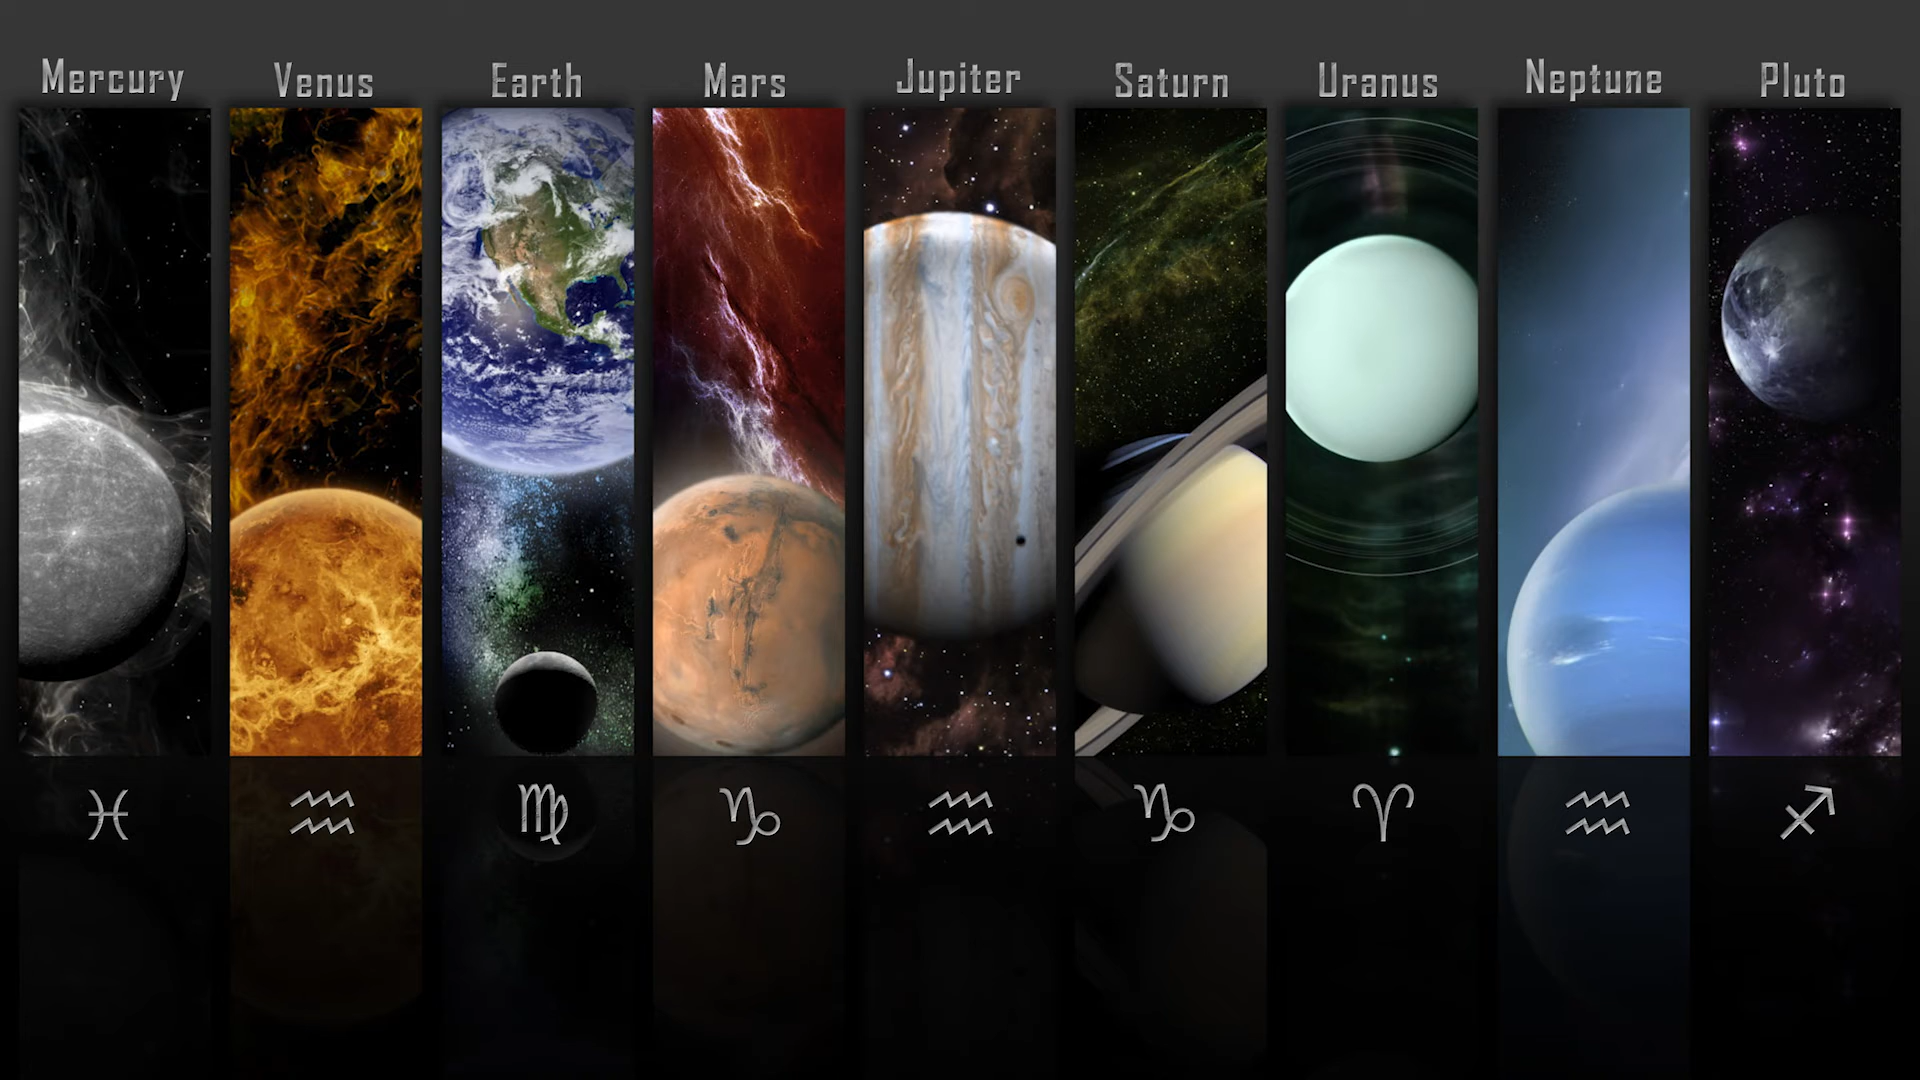 Mercury Venus Earth Mars Jupiter Saturn Uranus Neptune Pluto
♓ ♒ ♍ ♑ ♒ ♑ ♈ ♒ ♐